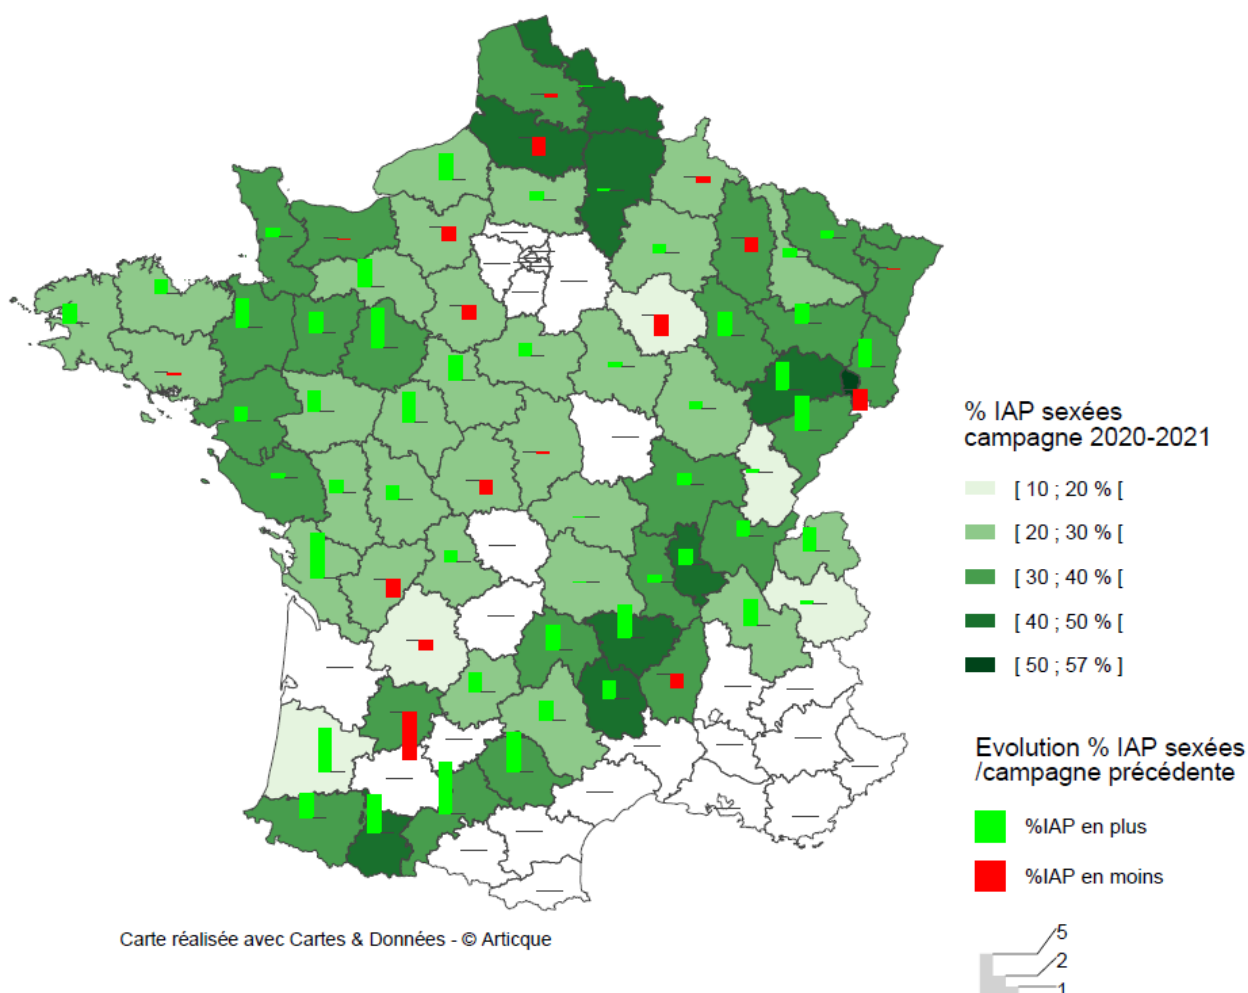 % IAP sexées
campagne 2020-2021
[ 10 ; 20 % [
[ 20 ; 30 % [
[ 30 ; 40 % [
[ 40 ; 50 % [
[ 50 ; 57 % ]
Evolution % IAP sexées
/campagne précédente
%IAP en plus
%IAP en moins
5
2
1
Carte réalisée avec Cartes & Données - © Articque